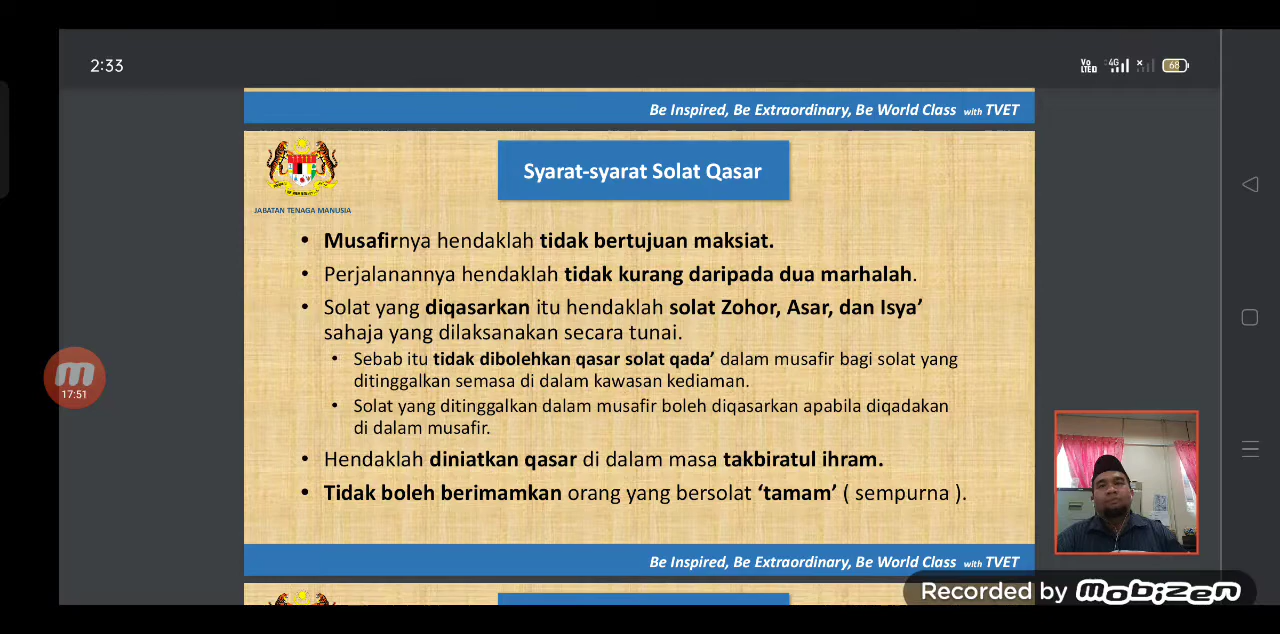 2:33
Vo LTED 4G 68
Be Inspired, Be Extraordinary, Be World Class with TVET
JABATAN TENAGA MANUSIA
Syarat-syarat Solat Qasar
• Musafirnya hendaklah tidak bertujuan maksiat.
• Perjalanannya hendaklah tidak kurang daripada dua marhalah.
• Solat yang diqasarkan itu hendaklah solat Zohor, Asar, dan Isya’
sahaja yang dilaksanakan secara tunai.
• Sebab itu tidak dibolehkan qasar solat qada’ dalam musafir bagi solat yang
ditinggalkan semasa di dalam kawasan kediaman.
• Solat yang ditinggalkan dalam musafir boleh diqasarkan apabila diqadakan
di dalam musafir.
• Hendaklah diniatkan qasar di dalam masa takbiratul ihram.
• Tidak boleh berimamkan orang yang bersolat ‘tamam’ ( sempurna ).
Be Inspired, Be Extraordinary, Be World Class with TVET
m
17:51
Recorded by mobizen